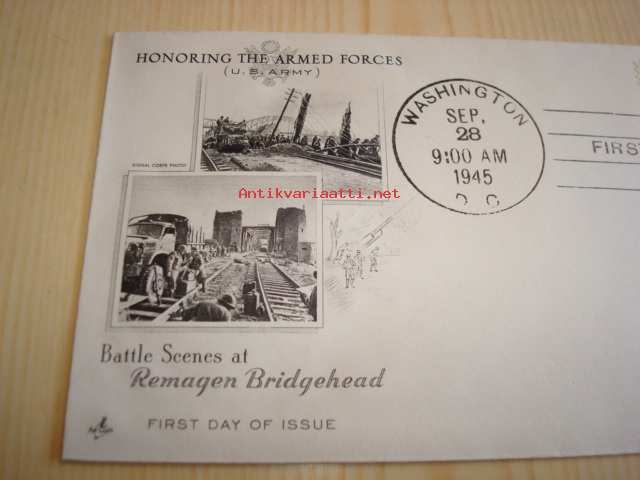 HONORING THE ARMED FORCES
(U.S. ARMY)
SIGNAL CORPS PHOTOS
Antikvariaatti.net
WASHINGTON
SEP.
28
9:00 AM
1945
D.C.
FIRST
Battle Scenes at
Remagen Bridgehead
FIRST DAY OF ISSUE